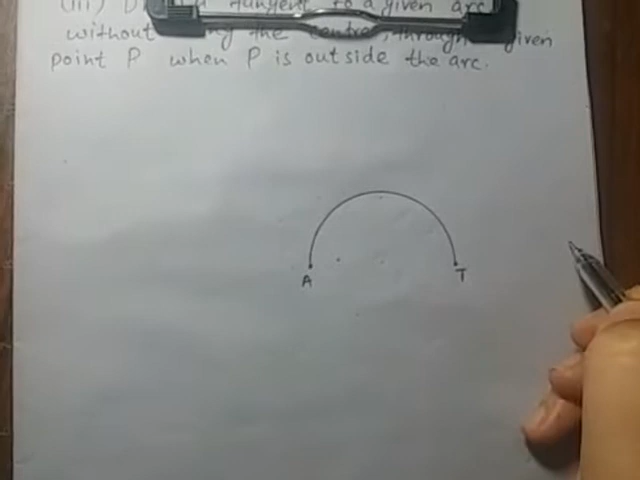 (iii) a tangent to a given arc
without the centre, through given
point P when P is outside the arc.
A
T